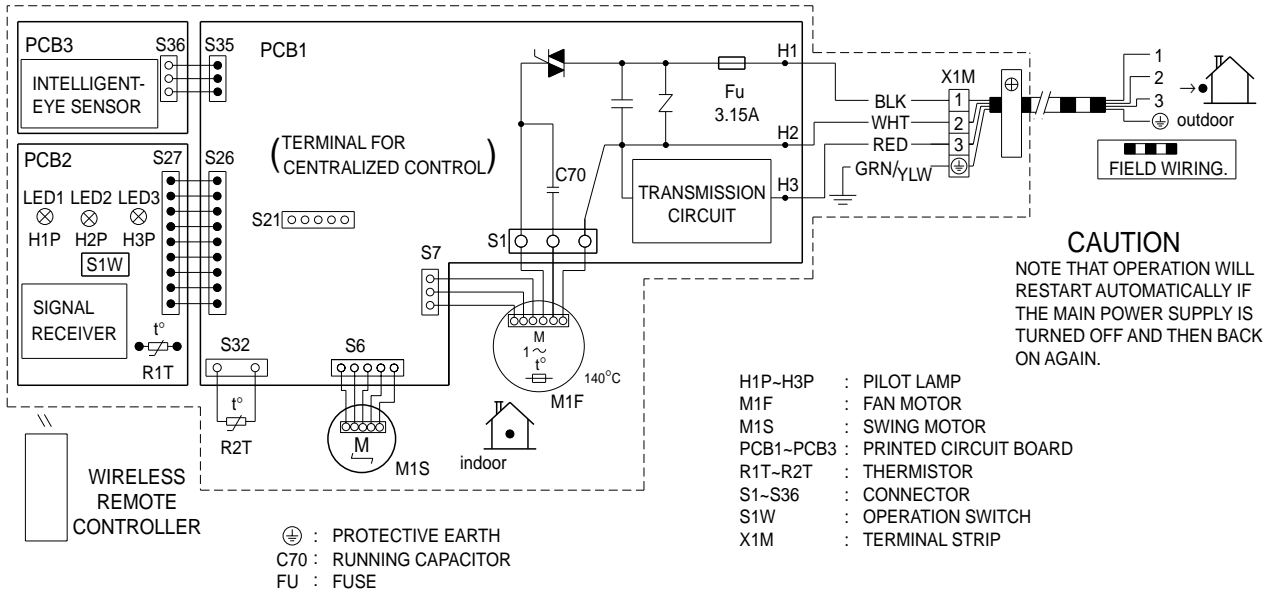 PCB3
S36 S35
INTELLIGENT-
EYE SENSOR
PCB1
H1
Fu
3.15A
H2
(TERMINAL FOR
CENTRALIZED CONTROL)
C70
TRANSMISSION
CIRCUIT
H3
X1M
BLK 1
WHT 2
RED 3
GRN/YLW
1
2
3
outdoor
FIELD WIRING.
PCB2
S27 S26
LED1 LED2 LED3
H1P H2P H3P
S1W
SIGNAL
RECEIVER
t°
R1T
S21
S1
S7
S32
t°
R2T
S6
M
M1S
M
1~
t°
140°C
M1F
indoor
WIRELESS
REMOTE
CONTROLLER
CAUTION
NOTE THAT OPERATION WILL
RESTART AUTOMATICALLY IF
THE MAIN POWER SUPPLY IS
TURNED OFF AND THEN BACK
ON AGAIN.
H1P~H3P : PILOT LAMP
M1F : FAN MOTOR
M1S : SWING MOTOR
PCB1~PCB3 : PRINTED CIRCUIT BOARD
R1T~R2T : THERMISTOR
S1~S36 : CONNECTOR
S1W : OPERATION SWITCH
X1M : TERMINAL STRIP
: PROTECTIVE EARTH
C70 : RUNNING CAPACITOR
FU : FUSE